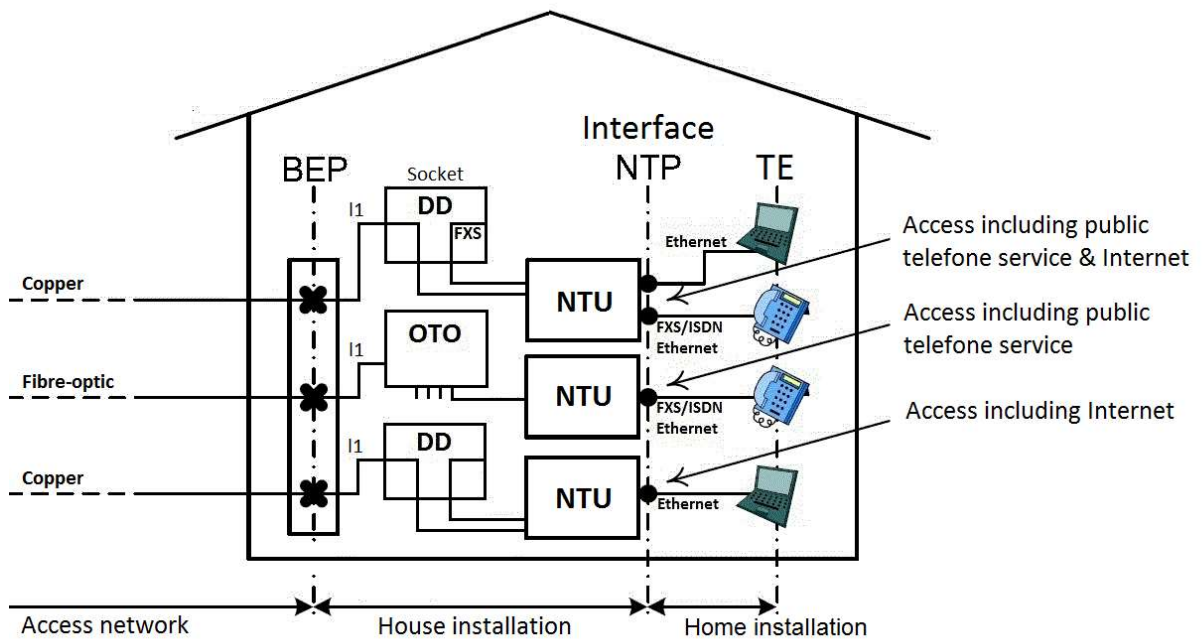 Interface
BEP
Socket
NTP
TE
I1
DD
FXS
Ethernet
Access including public
telefone service & Internet
Copper
NTU
FXS/ISDN
Ethernet
OTO
I1
Access including public
telefone service
Fibre-optic
NTU
FXS/ISDN
Ethernet
Access including Internet
I1
DD
Copper
NTU
Ethernet
Access network
House installation
Home installation